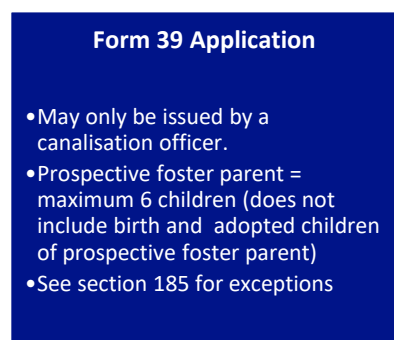 Form 39 Application
•May only be issued by a
canalisation officer.
•Prospective foster parent =
maximum 6 children (does not
include birth and  adopted children
of prospective foster parent)
•See section 185 for exceptions